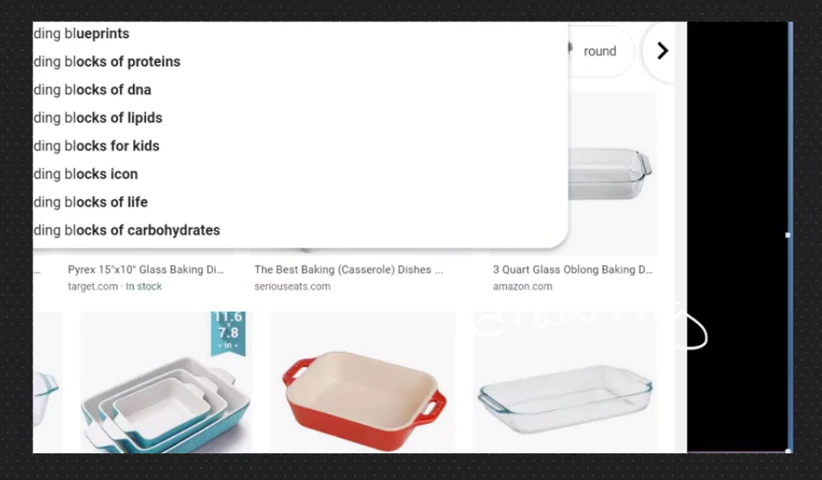 ding blueprints
ding blocks of proteins
ding blocks of dna
ding blocks of lipids
ding blocks for kids
ding blocks icon
ding blocks of life
ding blocks of carbohydrates
round
Pyrex 15"x10" Glass Baking Di...
The Best Baking (Casserole) Dishes ...
3 Quart Glass Oblong Baking D...
target.com · In stock
seriouseats.com
amazon.com
11.6
7.8
in